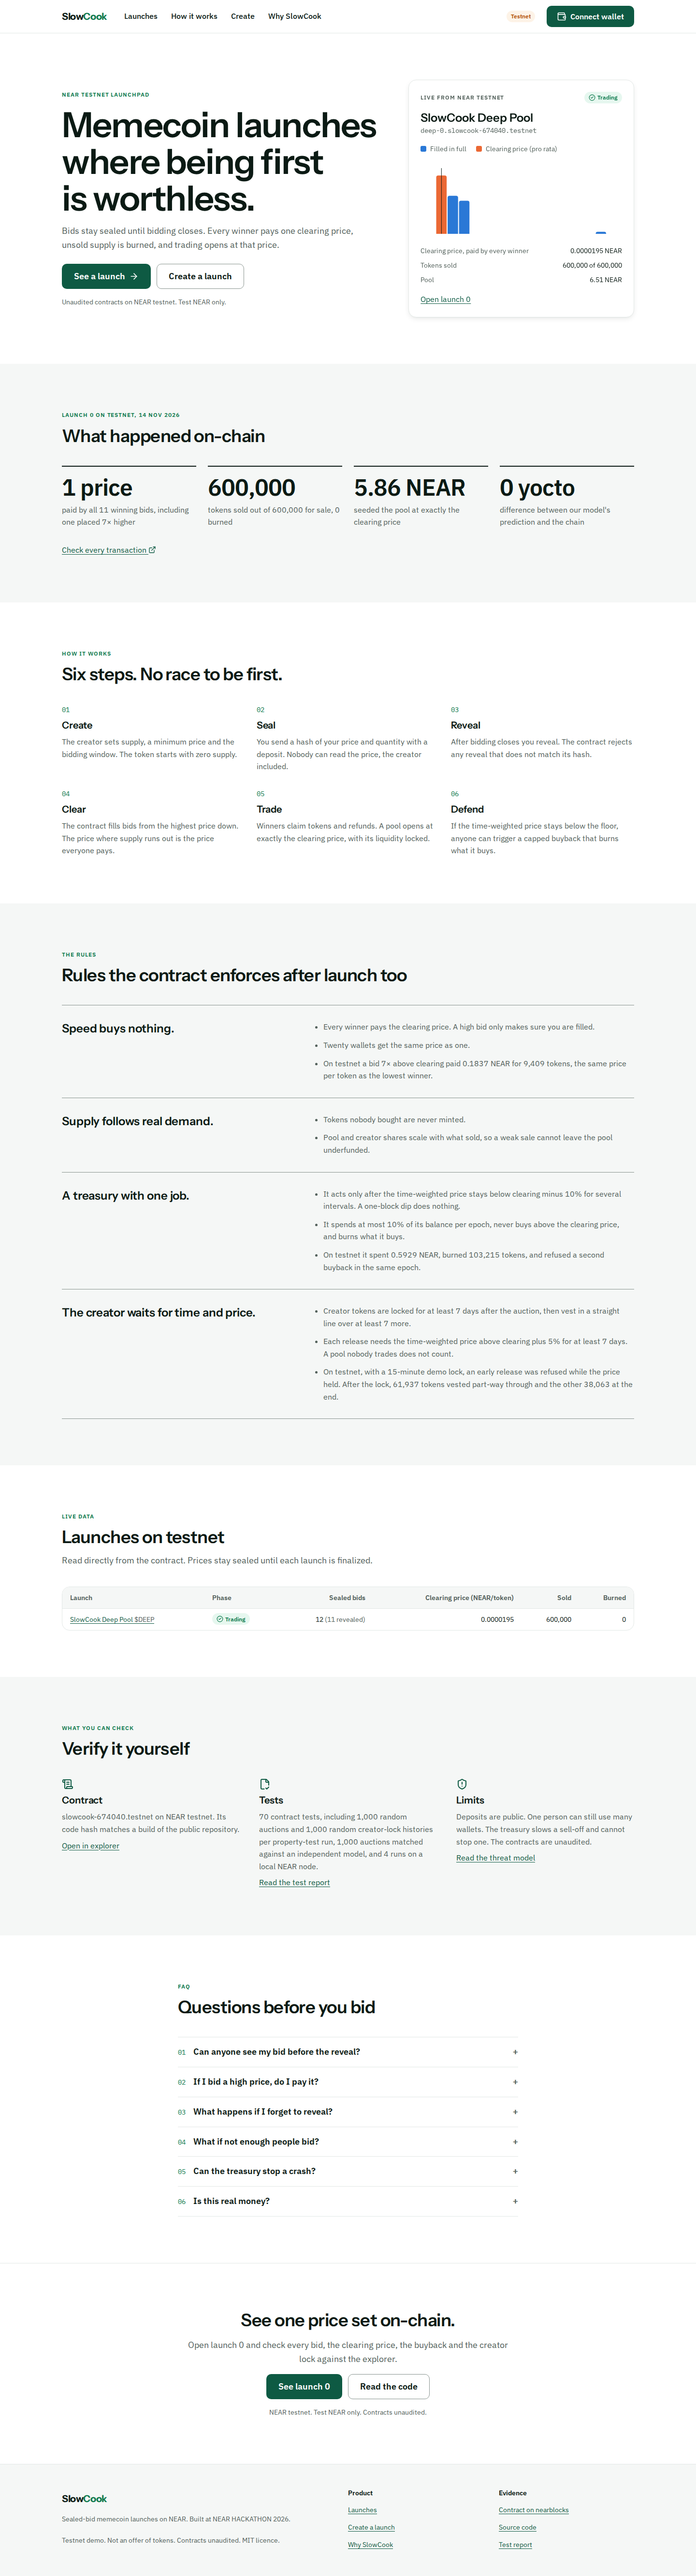 SlowCook
Launches
How it works
Create
Why SlowCook
Testnet
Connect wallet
NEAR TESTNET LAUNCHPAD
Memecoin launches
where being first
is worthless.
Bids stay sealed until bidding closes. Every winner pays one clearing price,
unsold supply is burned, and trading opens at that price.
See a launch
Create a launch
Unaudited contracts on NEAR testnet. Test NEAR only.
LIVE FROM NEAR TESTNET
Trading
SlowCook Deep Pool
deep-0.slowcook-674040.testnet
Filled in full
Clearing price (pro rata)
Clearing price, paid by every winner
0.0000195 NEAR
Tokens sold
600,000 of 600,000
Pool
6.51 NEAR
Open launch 0
LAUNCH 0 ON TESTNET, 14 NOV 2026
What happened on-chain
1 price
paid by all 11 winning bids, including
one placed 7× higher
600,000
tokens sold out of 600,000 for sale, 0
burned
5.86 NEAR
seeded the pool at exactly the
clearing price
0 yocto
difference between our model's
prediction and the chain
Check every transaction
HOW IT WORKS
Six steps. No race to be first.
01
Create
The creator sets supply, a minimum price and the
bidding window. The token starts with zero supply.
02
Seal
You send a hash of your price and quantity with a
deposit. Nobody can read the price, the creator
included.
03
Reveal
After bidding closes you reveal. The contract rejects
any reveal that does not match its hash.
04
Clear
The contract fills bids from the highest price down.
The price where supply runs out is the price
everyone pays.
05
Trade
Winners claim tokens and refunds. A pool opens at
exactly the clearing price, with its liquidity locked.
06
Defend
If the time-weighted price stays below the floor,
anyone can trigger a capped buyback that burns
what it buys.
THE RULES
Rules the contract enforces after launch too
Speed buys nothing.
• Every winner pays the clearing price. A high bid only makes sure you are filled.
• Twenty wallets get the same price as one.
• On testnet a bid 7× above clearing paid 0.1837 NEAR for 9,409 tokens, the same price
per token as the lowest winner.
Supply follows real demand.
• Tokens nobody bought are never minted.
• Pool and creator shares scale with what sold, so a weak sale cannot leave the pool
underfunded.
A treasury with one job.
• It acts only after the time-weighted price stays below clearing minus 10% for several
intervals. A one-block dip does nothing.
• It spends at most 10% of its balance per epoch, never buys above the clearing price,
and burns what it buys.
• On testnet it spent 0.5929 NEAR, burned 103,215 tokens, and refused a second
buyback in the same epoch.
The creator waits for time and price.
• Creator tokens are locked for at least 7 days after the auction, then vest in a straight
line over at least 7 more.
• Each release needs the time-weighted price above clearing plus 5% for at least 7 days.
A pool nobody trades does not count.
• On testnet, with a 15-minute demo lock, an early release was refused while the price
held. After the lock, 61,937 tokens vested part-way through and the other 38,063 at the
end.
LIVE DATA
Launches on testnet
Read directly from the contract. Prices stay sealed until each launch is finalized.
Launch Phase Sealed bids Clearing price (NEAR/token) Sold Burned
SlowCook Deep Pool $DEEP Trading 12 (11 revealed) 0.0000195 600,000 0
WHAT YOU CAN CHECK
Verify it yourself
Contract
slowcook-674040.testnet on NEAR testnet. Its
code hash matches a build of the public repository.
Open in explorer
Tests
70 contract tests, including 1,000 random
auctions and 1,000 random creator-lock histories
per property-test run, 1,000 auctions matched
against an independent model, and 4 runs on a
local NEAR node.
Read the test report
Limits
Deposits are public. One person can still use many
wallets. The treasury slows a sell-off and cannot
stop one. The contracts are unaudited.
Read the threat model
FAQ
Questions before you bid
01 Can anyone see my bid before the reveal? +
02 If I bid a high price, do I pay it? +
03 What happens if I forget to reveal? +
04 What if not enough people bid? +
05 Can the treasury stop a crash? +
06 Is this real money? +
See one price set on-chain.
Open launch 0 and check every bid, the clearing price, the buyback and the creator
lock against the explorer.
See launch 0
Read the code
NEAR testnet. Test NEAR only. Contracts unaudited.
SlowCook
Sealed-bid memecoin launches on NEAR. Built at NEAR HACKATHON 2026.
Testnet demo. Not an offer of tokens. Contracts unaudited. MIT licence.
Product
Launches
Create a launch
Why SlowCook
Evidence
Contract on nearblocks
Source code
Test report